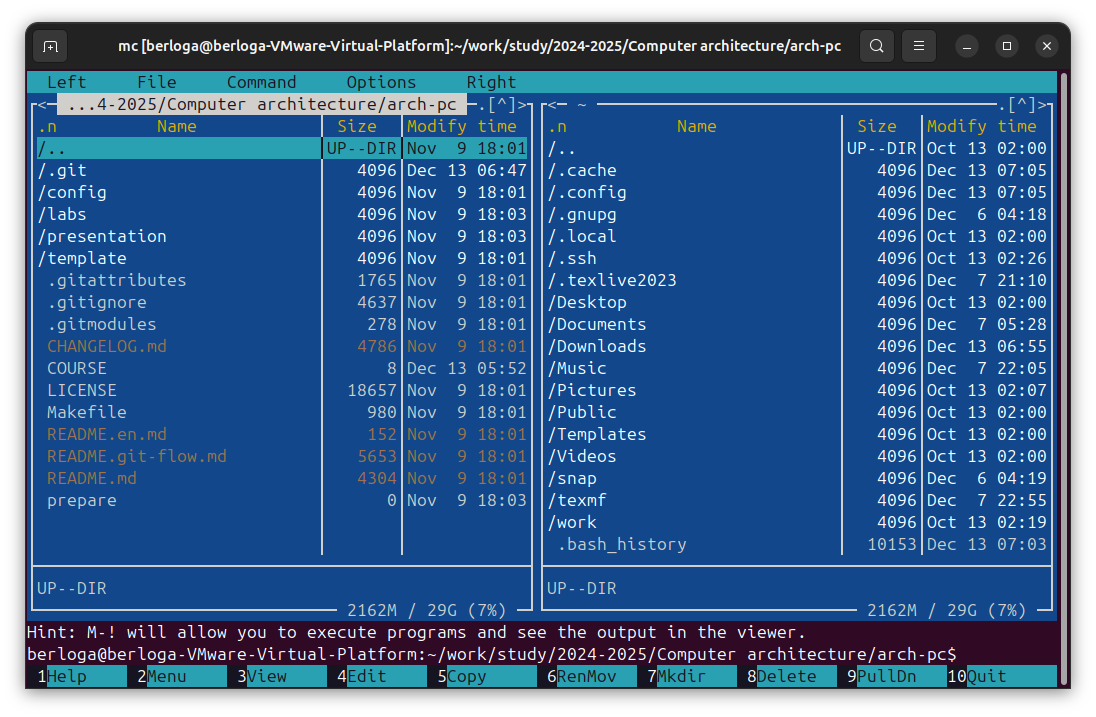 mc [berloga@berloga-VMware-Virtual-Platform]:~/work/study/2024-2025/Computer architecture/arch-pc
Left File Command Options Right
<─ ...4-2025/Computer architecture/arch-pc ─.[^]>
.n Name Size Modify time
/.. UP--DIR Nov 9 18:01
/.git 4096 Dec 13 06:47
/config 4096 Nov 9 18:01
/labs 4096 Nov 9 18:03
/presentation 4096 Nov 9 18:03
/template 4096 Nov 9 18:01
.gitattributes 1765 Nov 9 18:01
.gitignore 4637 Nov 9 18:01
.gitmodules 278 Nov 9 18:01
CHANGELOG.md 4786 Nov 9 18:01
COURSE 8 Dec 13 05:52
LICENSE 18657 Nov 9 18:01
Makefile 980 Nov 9 18:01
README.en.md 152 Nov 9 18:01
README.git-flow.md 5653 Nov 9 18:01
README.md 4304 Nov 9 18:01
prepare 0 Nov 9 18:03
UP--DIR
2162M / 29G (7%)
<─ ~ ─.[^]>
.n Name Size Modify time
/.. UP--DIR Oct 13 02:00
/.cache 4096 Dec 13 07:05
/.config 4096 Dec 13 07:05
/.gnupg 4096 Dec 6 04:18
/.local 4096 Oct 13 02:00
/.ssh 4096 Oct 13 02:26
/.texlive2023 4096 Dec 7 21:10
/Desktop 4096 Oct 13 02:00
/Documents 4096 Dec 7 05:28
/Downloads 4096 Dec 13 06:55
/Music 4096 Dec 7 22:05
/Pictures 4096 Oct 13 02:07
/Public 4096 Oct 13 02:00
/Templates 4096 Oct 13 02:00
/Videos 4096 Oct 13 02:00
/snap 4096 Dec 6 04:19
/texmf 4096 Dec 7 22:55
/work 4096 Oct 13 02:19
.bash_history 10153 Dec 13 07:03
UP--DIR
2162M / 29G (7%)
Hint: M-! will allow you to execute programs and see the output in the viewer.
berloga@berloga-VMware-Virtual-Platform:~/work/study/2024-2025/Computer architecture/arch-pc$
1Help 2Menu 3View 4Edit 5Copy 6RenMov 7Mkdir 8Delete 9PullDn 10Quit